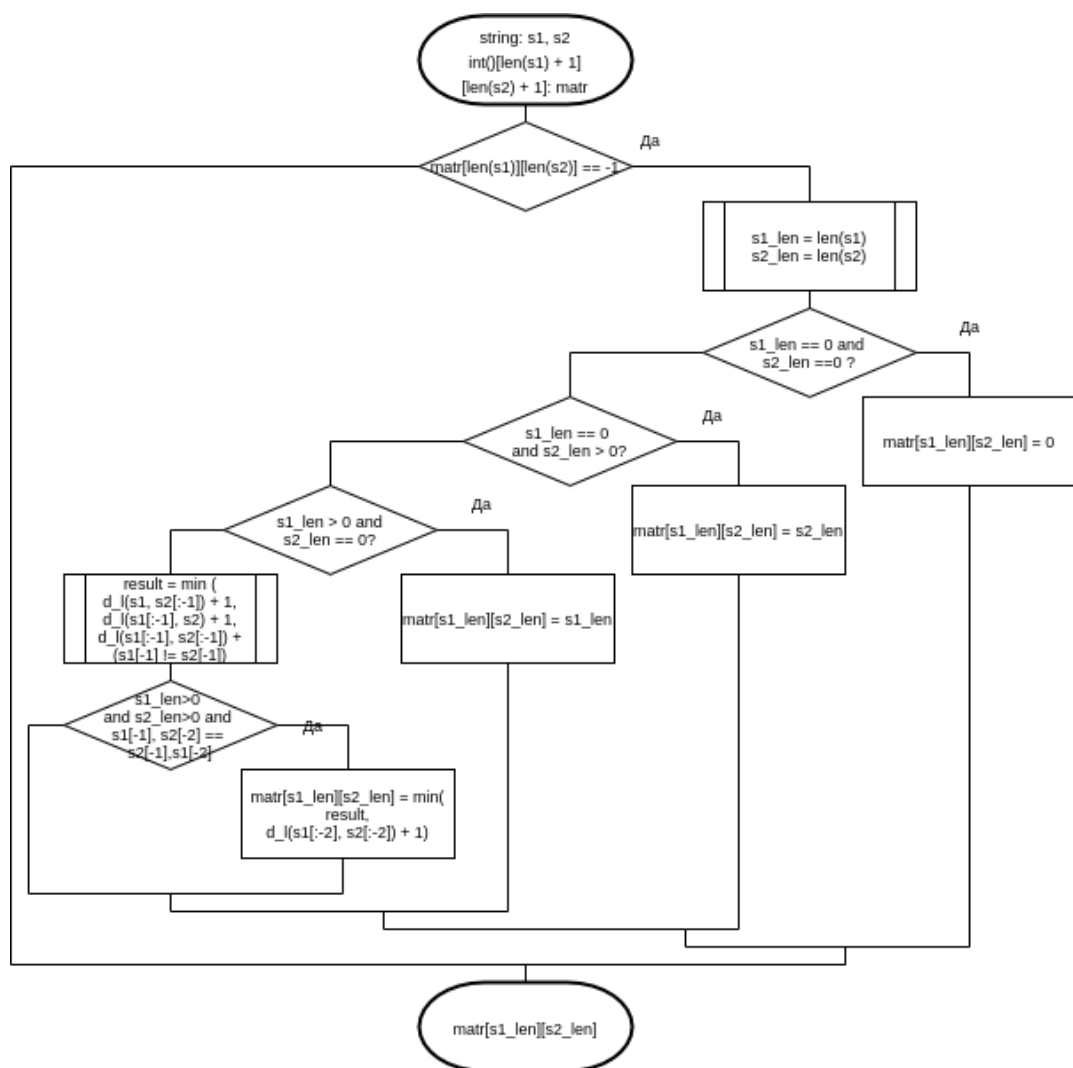 string: s1, s2
int()[len(s1) + 1]
[len(s2) + 1]: matr
Да
matr[len(s1)][len(s2)] == -1
s1_len = len(s1)
s2_len = len(s2)
Да
s1_len == 0 and
s2_len ==0 ?
Да
s1_len == 0
and s2_len > 0?
matr[s1_len][s2_len] = 0
Да
s1_len > 0 and
s2_len == 0?
matr[s1_len][s2_len] = s2_len
result = min (
d_l(s1, s2[:-1]) + 1,
d_l(s1[:-1], s2) + 1,
d_l(s1[:-1], s2[:-1]) +
(s1[-1] != s2[-1])
matr[s1_len][s2_len] = s1_len
s1_len>0
and s2_len>0 and
s1[-1], s2[-2] ==
s2[-1],s1[-2]
Да
matr[s1_len][s2_len] = min(
result,
d_l(s1[:-2], s2[:-2]) + 1)
matr[s1_len][s2_len]